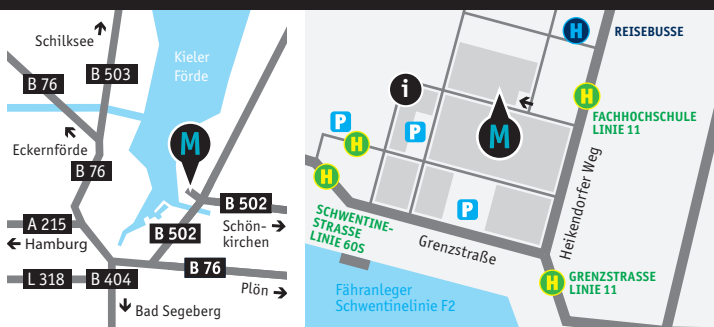 Schilksee
Kieler
Förde
B 503
B 76
Eckernförde
M
B 76
B 502
A 215
Schön-
kirchen
Hamburg
B 502
B 76
L 318
B 404
Plön
Bad Segeberg
H
REISEBUSSE
i
H
FACHHOCHSCHULE
LINIE 11
P
P
M
H
H
Heikendorfer Weg
P
SCHWENTINE-
STRASSE
LINIE 60S
Grenzstraße
H
GRENZSTRASSE
LINIE 11
Fähranleger
Schwentinelinie F2